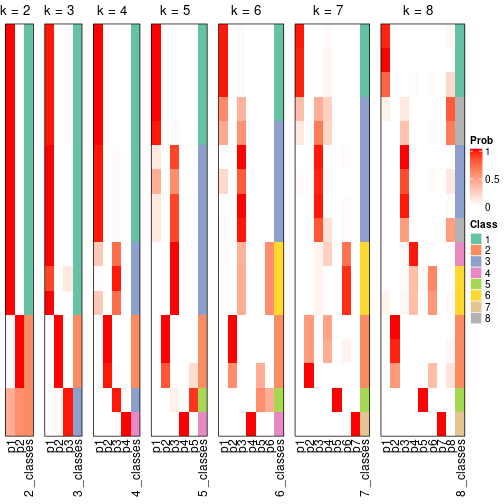 k = 2 k = 3 k = 4 k = 5 k = 6 k = 7 k = 8
Prob
1
0.5
0
Class
1
2
3
4
5
6
7
8
p1 p2 2_classes
p1 p2 p3 3_classes
p1 p2 p3 p4 4_classes
p1 p2 p3 p4 p5 5_classes
p1 p2 p3 p4 p5 p6 6_classes
p1 p2 p3 p4 p5 p6 p7 7_classes
p1 p2 p3 p4 p5 p6 p7 p8 8_classes